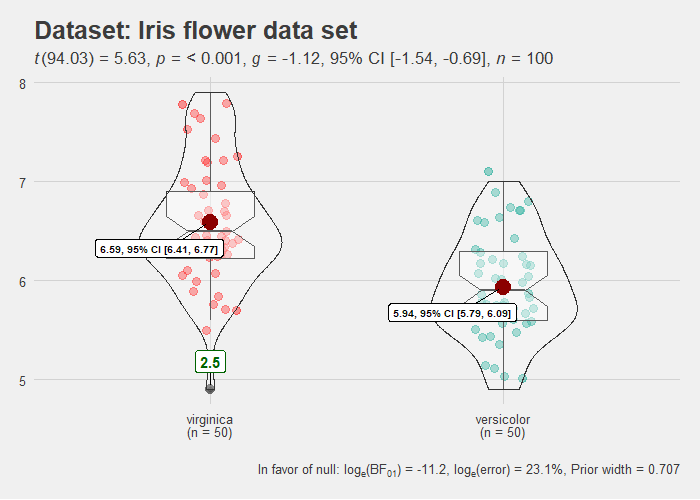 Dataset: Iris flower data set
t(94.03) = 5.63, p = < 0.001, g = -1.12, 95% CI [-1.54, -0.69], n = 100
8
7
6
5
6.59, 95% CI [6.41, 6.77]
5.94, 95% CI [5.79, 6.09]
2.5
virginica
(n = 50)
versicolor
(n = 50)
In favor of null: logₑ(BF₀₁) = -11.2, logₑ(error) = 23.1%, Prior width = 0.707